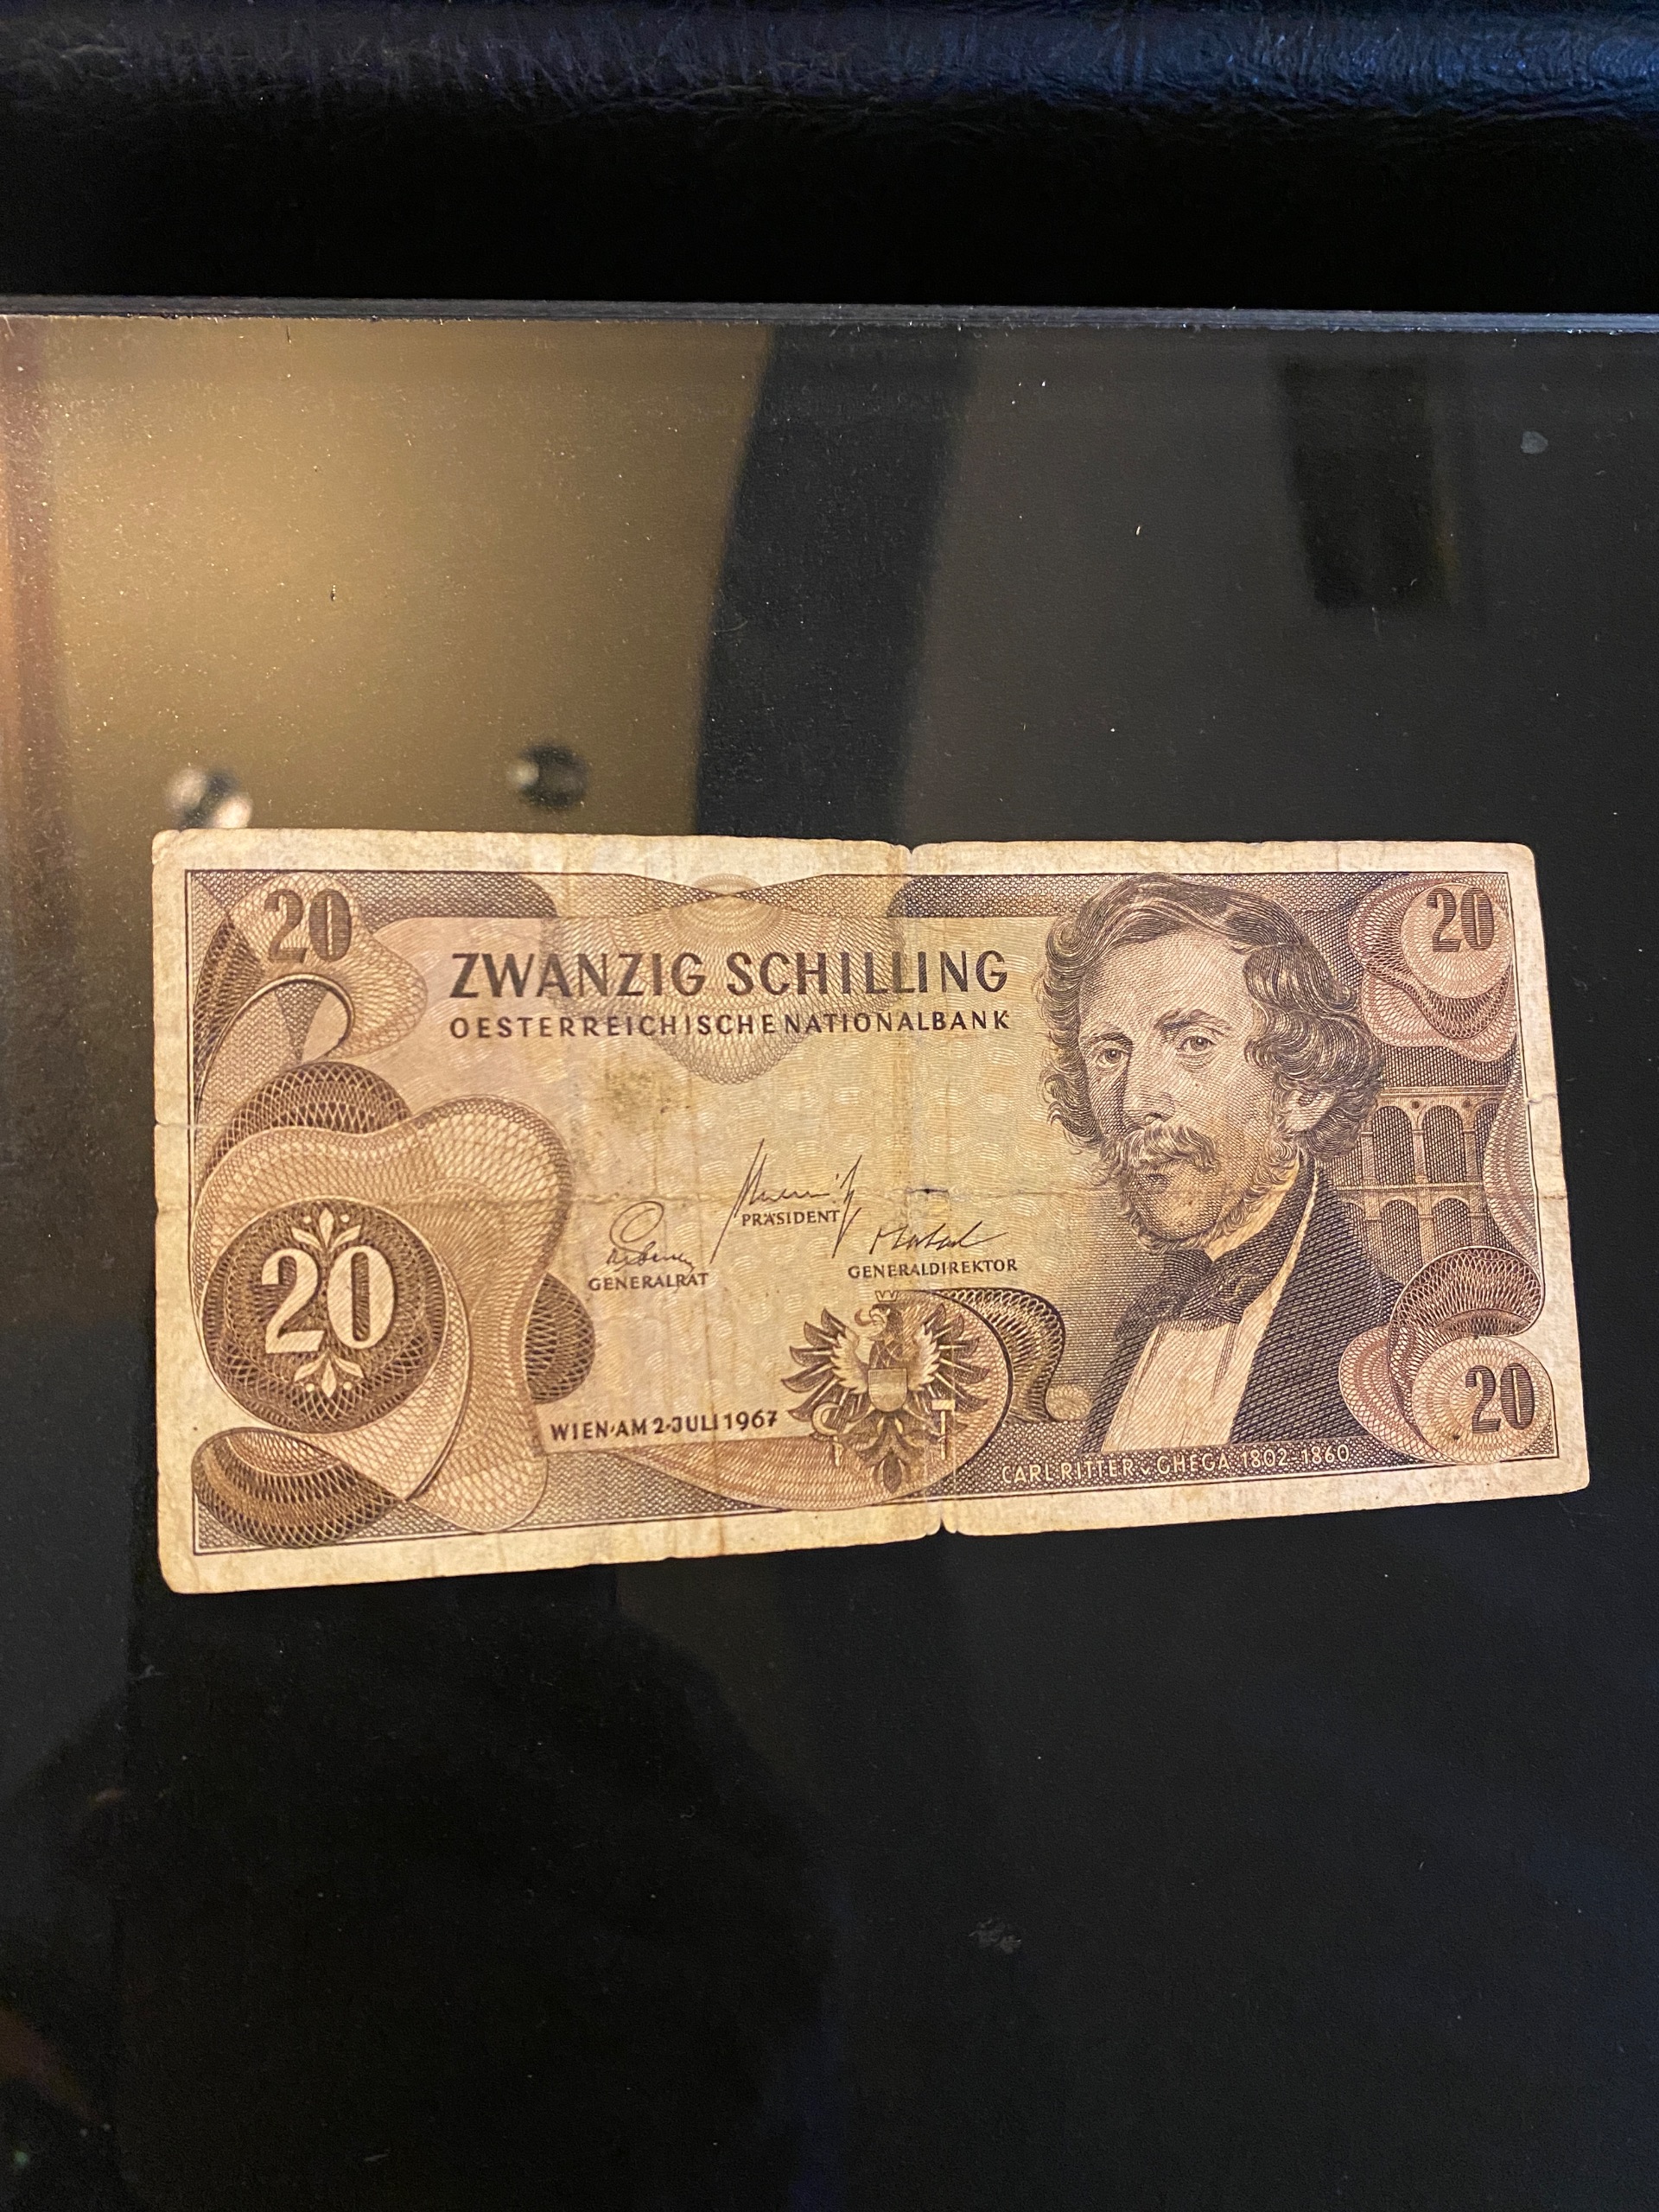 20
20
ZWANZIG SCHILLING
OESTERREICHISCHE NATIONALBANK
PRÄSIDENT
GENERALRAT
GENERALDIREKTOR
20
WIEN·AM 2·JULI 1967
20
CARL RITTER v GHEGA 1802-1860